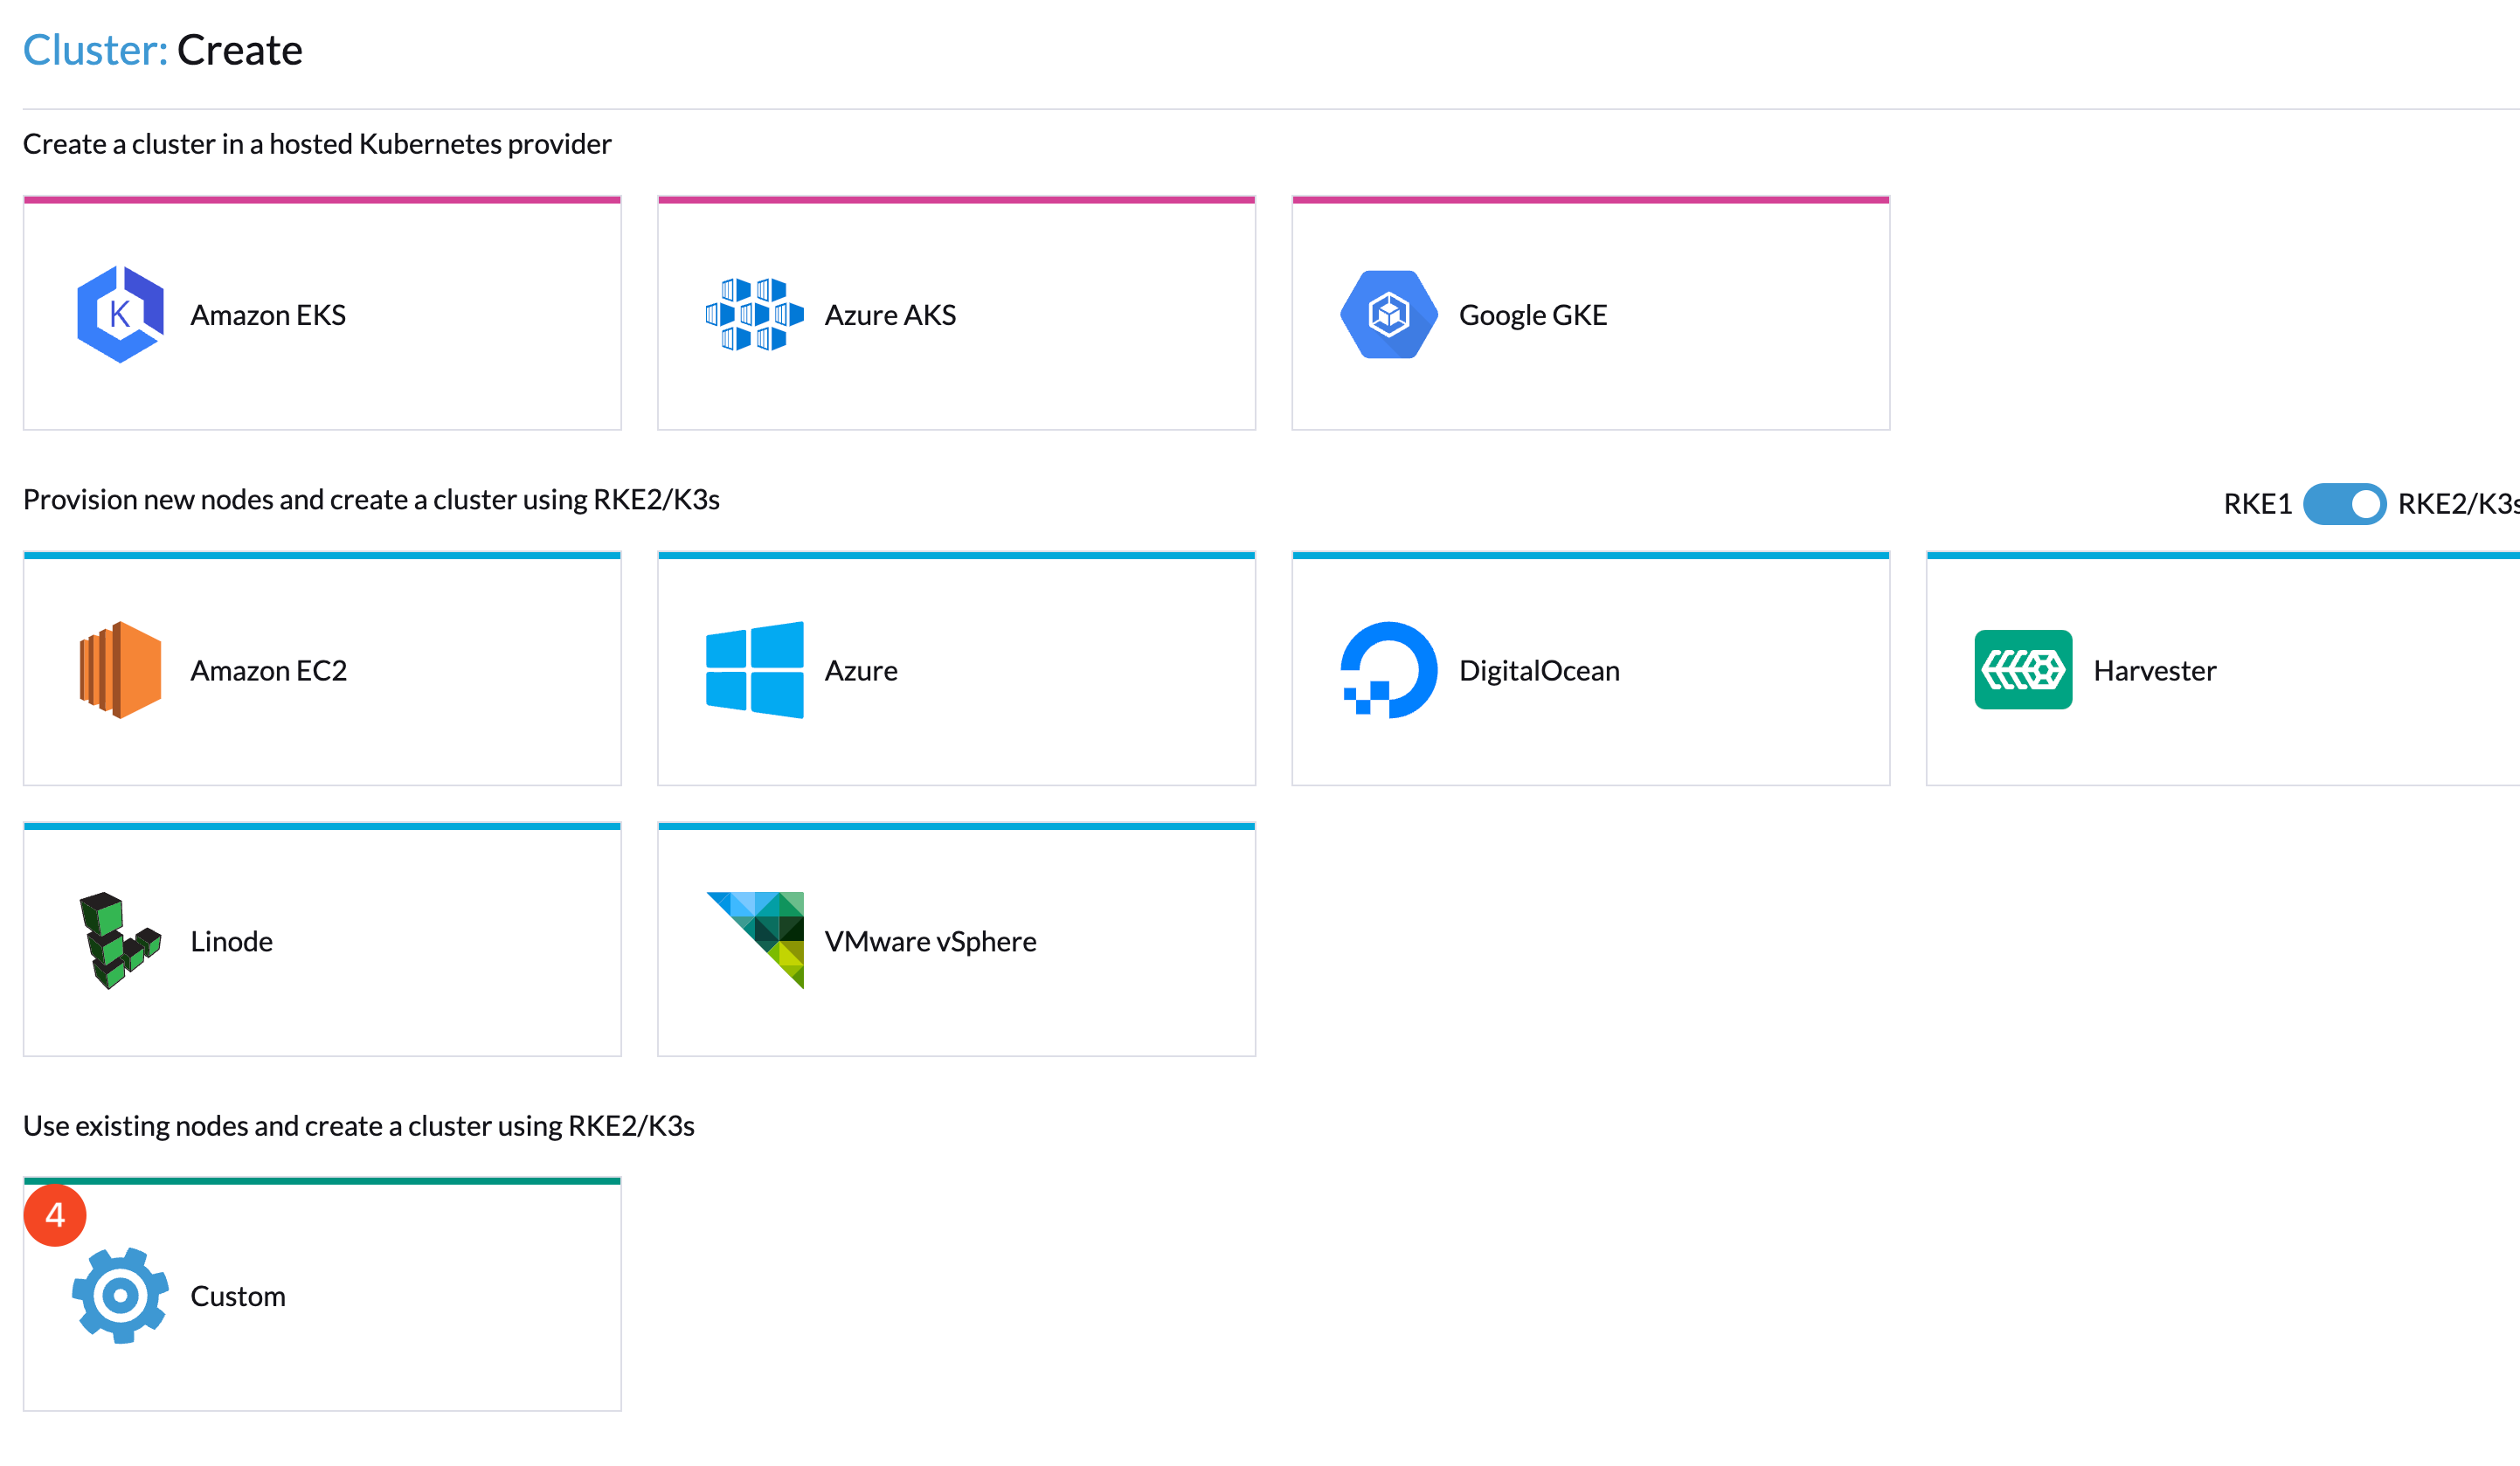 Cluster: Create
Create a cluster in a hosted Kubernetes provider
K
Amazon EKS
Azure AKS
Google GKE
Provision new nodes and create a cluster using RKE2/K3s
RKE1 RKE2/K3s
Amazon EC2
Azure
DigitalOcean
Harvester
Linode
VMware vSphere
Use existing nodes and create a cluster using RKE2/K3s
4
Custom